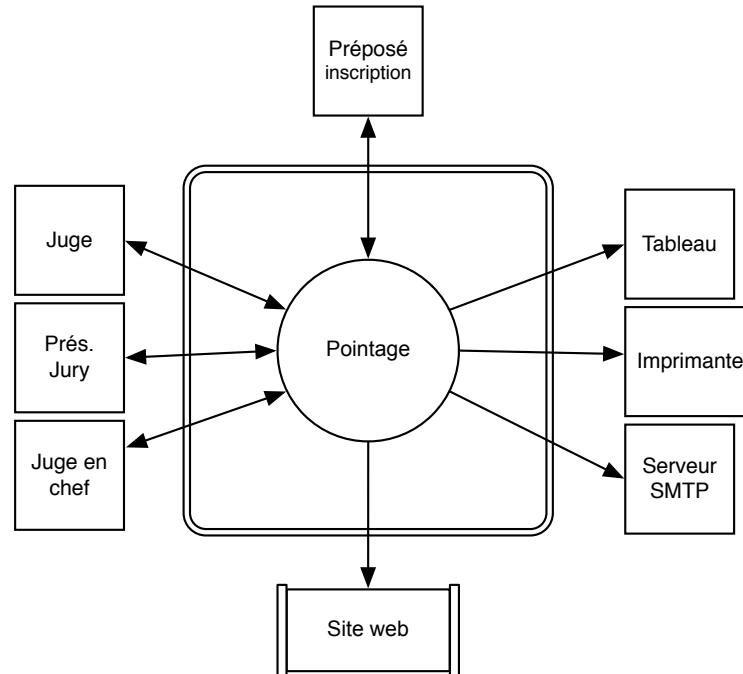 Préposé
inscription
Juge
Tableau
Prés.
Jury
Pointage
Imprimante
Juge en
chef
Serveur
SMTP
Site web